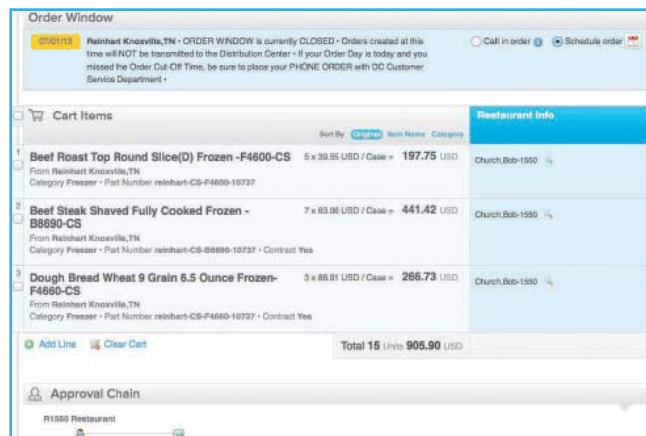 Order Window
07/01/13 Reinhart Knoxville,TN • ORDER WINDOW is currently CLOSED • Orders created at this
time will NOT be transmitted to the Distribution Center • If your Order Day is today and you
missed the Order Cut-Off Time, be sure to place your PHONE ORDER with DC Customer
Service Department •
Call in order Schedule order
Cart Items
Restaurant Info
Sort By Original Item Name Category
1
Beef Roast Top Round Slice(D) Frozen -F4600-CS 5 x 39.55 USD / Case = 197.75 USD
Church,Bob-1550
From Reinhart Knoxville,TN
Category Freezer • Part Number reinhart-CS-F4600-10737
2
Beef Steak Shaved Fully Cooked Frozen - 7 x 63.06 USD / Case = 441.42 USD
B8690-CS
Church,Bob-1550
From Reinhart Knoxville,TN
Category Freezer • Part Number reinhart-CS-B8690-10737 • Contract Yes
3
Dough Bread Wheat 9 Grain 6.5 Ounce Frozen- 3 x 88.91 USD / Case = 266.73 USD
F4660-CS
Church,Bob-1550
From Reinhart Knoxville,TN
Category Freezer • Part Number reinhart-CS-F4660-10737 • Contract Yes
Add Line Clear Cart Total 15 Units 905.90 USD
Approval Chain
R1550 Restaurant